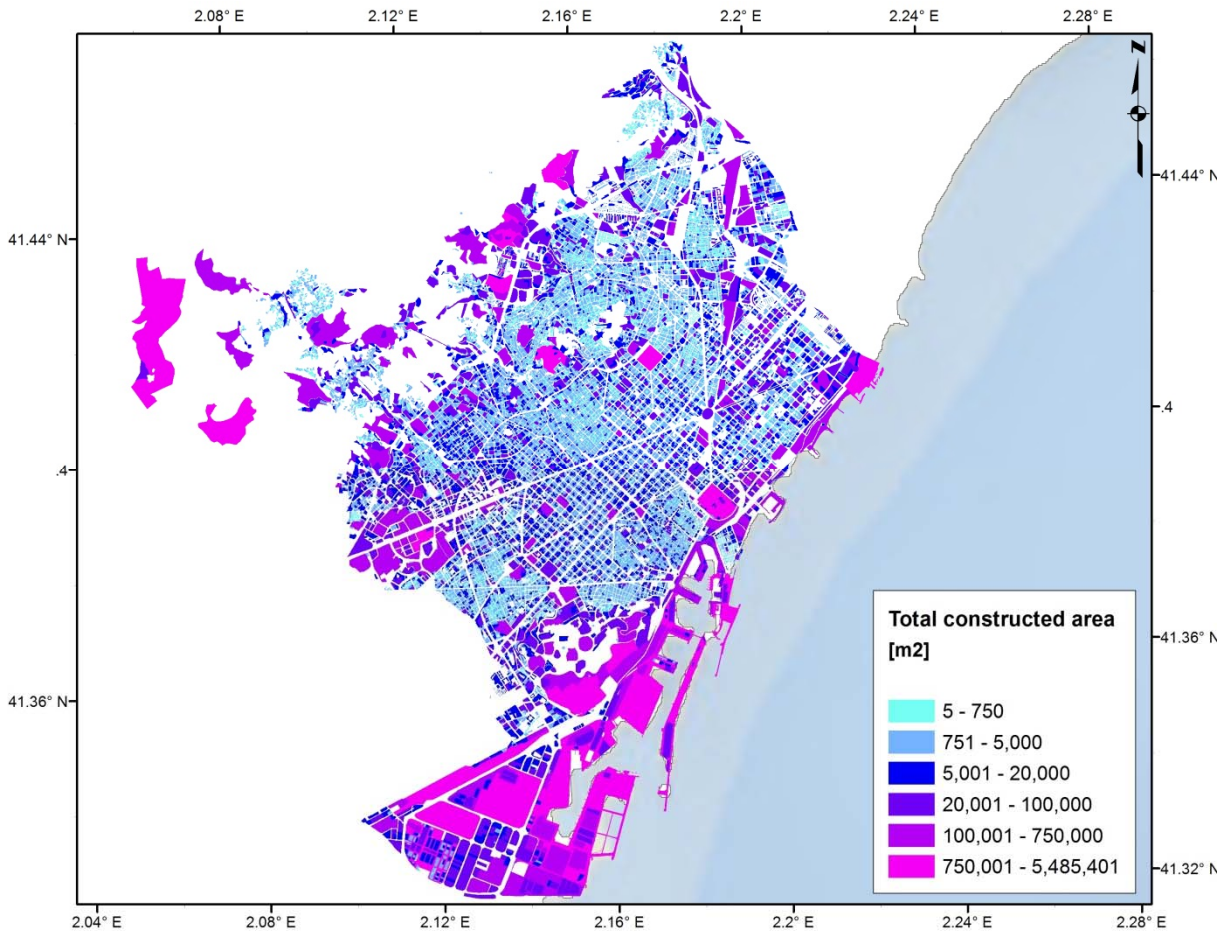 2.08° E 2.12° E 2.16° E 2.2° E 2.24° E 2.28° E
N
41.44° N
41.44° N
.4
.4
41.36° N
41.36° N
41.32° N
Total constructed area
[m2]
5 - 750
751 - 5,000
5,001 - 20,000
20,001 - 100,000
100,001 - 750,000
750,001 - 5,485,401
2.04° E 2.08° E 2.12° E 2.16° E 2.2° E 2.24° E 2.28° E